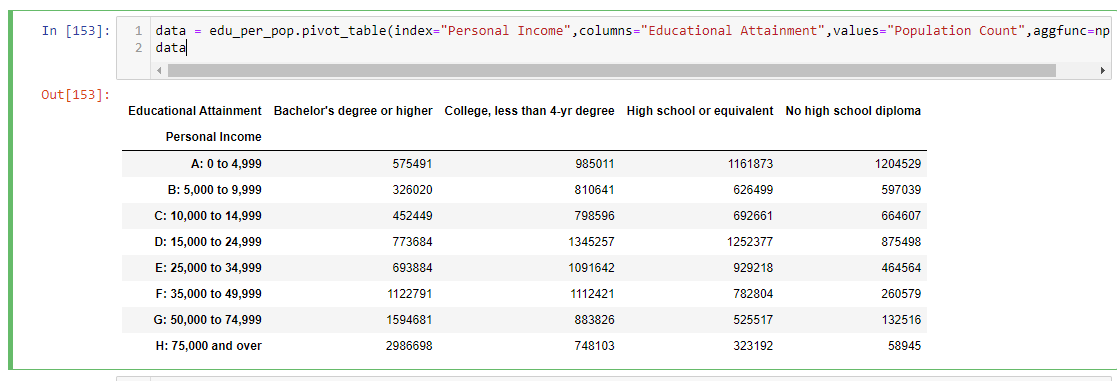 In [153]: 1 data = edu_per_pop.pivot_table(index="Personal Income",columns="Educational Attainment",values="Population Count",aggfunc=np
2 data
Out[153]:
Educational Attainment Bachelor's degree or higher College, less than 4-yr degree High school or equivalent No high school diploma
Personal Income
A: 0 to 4,999 575491 985011 1161873 1204529
B: 5,000 to 9,999 326020 810641 626499 597039
C: 10,000 to 14,999 452449 798596 692661 664607
D: 15,000 to 24,999 773684 1345257 1252377 875498
E: 25,000 to 34,999 693884 1091642 929218 464564
F: 35,000 to 49,999 1122791 1112421 782804 260579
G: 50,000 to 74,999 1594681 883826 525517 132516
H: 75,000 and over 2986698 748103 323192 58945